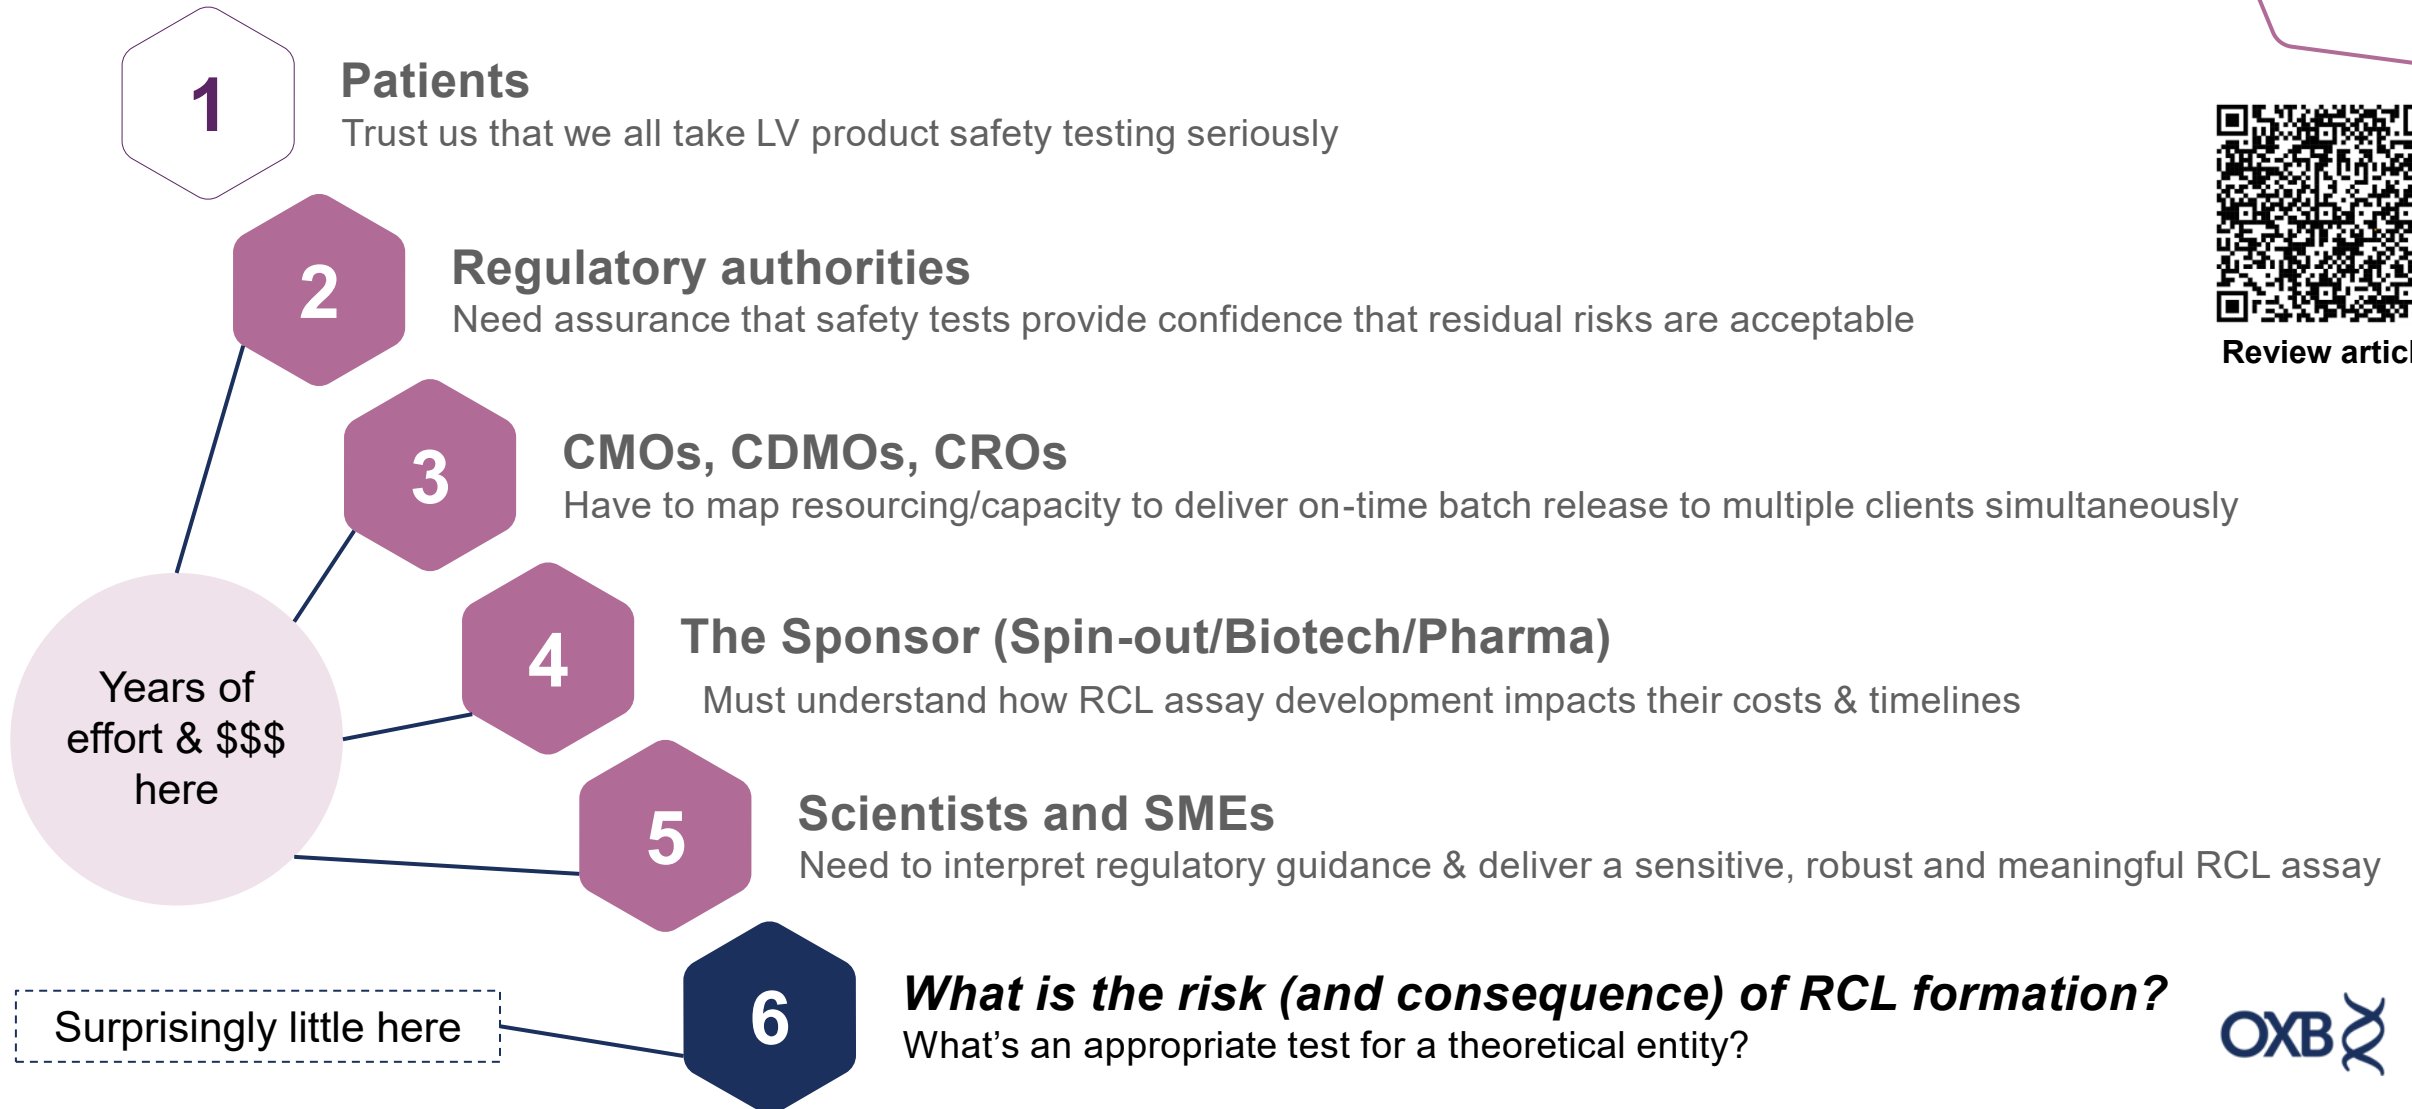 1
Patients
Trust us that we all take LV product safety testing seriously
2
Regulatory authorities
Need assurance that safety tests provide confidence that residual risks are acceptable
Review articl
3
CMOs, CDMOs, CROs
Have to map resourcing/capacity to deliver on-time batch release to multiple clients simultaneously
4
The Sponsor (Spin-out/Biotech/Pharma)
Must understand how RCL assay development impacts their costs & timelines
Years of
effort & $$$
here
5
Scientists and SMEs
Need to interpret regulatory guidance & deliver a sensitive, robust and meaningful RCL assay
Surprisingly little here
6
What is the risk (and consequence) of RCL formation?
What’s an appropriate test for a theoretical entity?
OXB